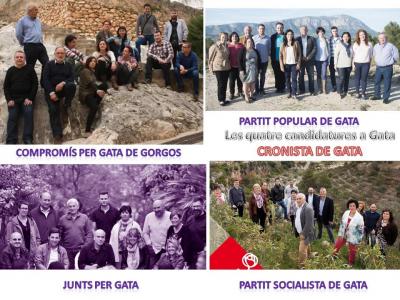 COMPROMÍS PER GATA DE GORGOS
PARTIT POPULAR DE GATA
Les quatre candidatures a Gata
CRONISTA DE GATA
JUNTS PER GATA
PARTIT SOCIALISTA DE GATA